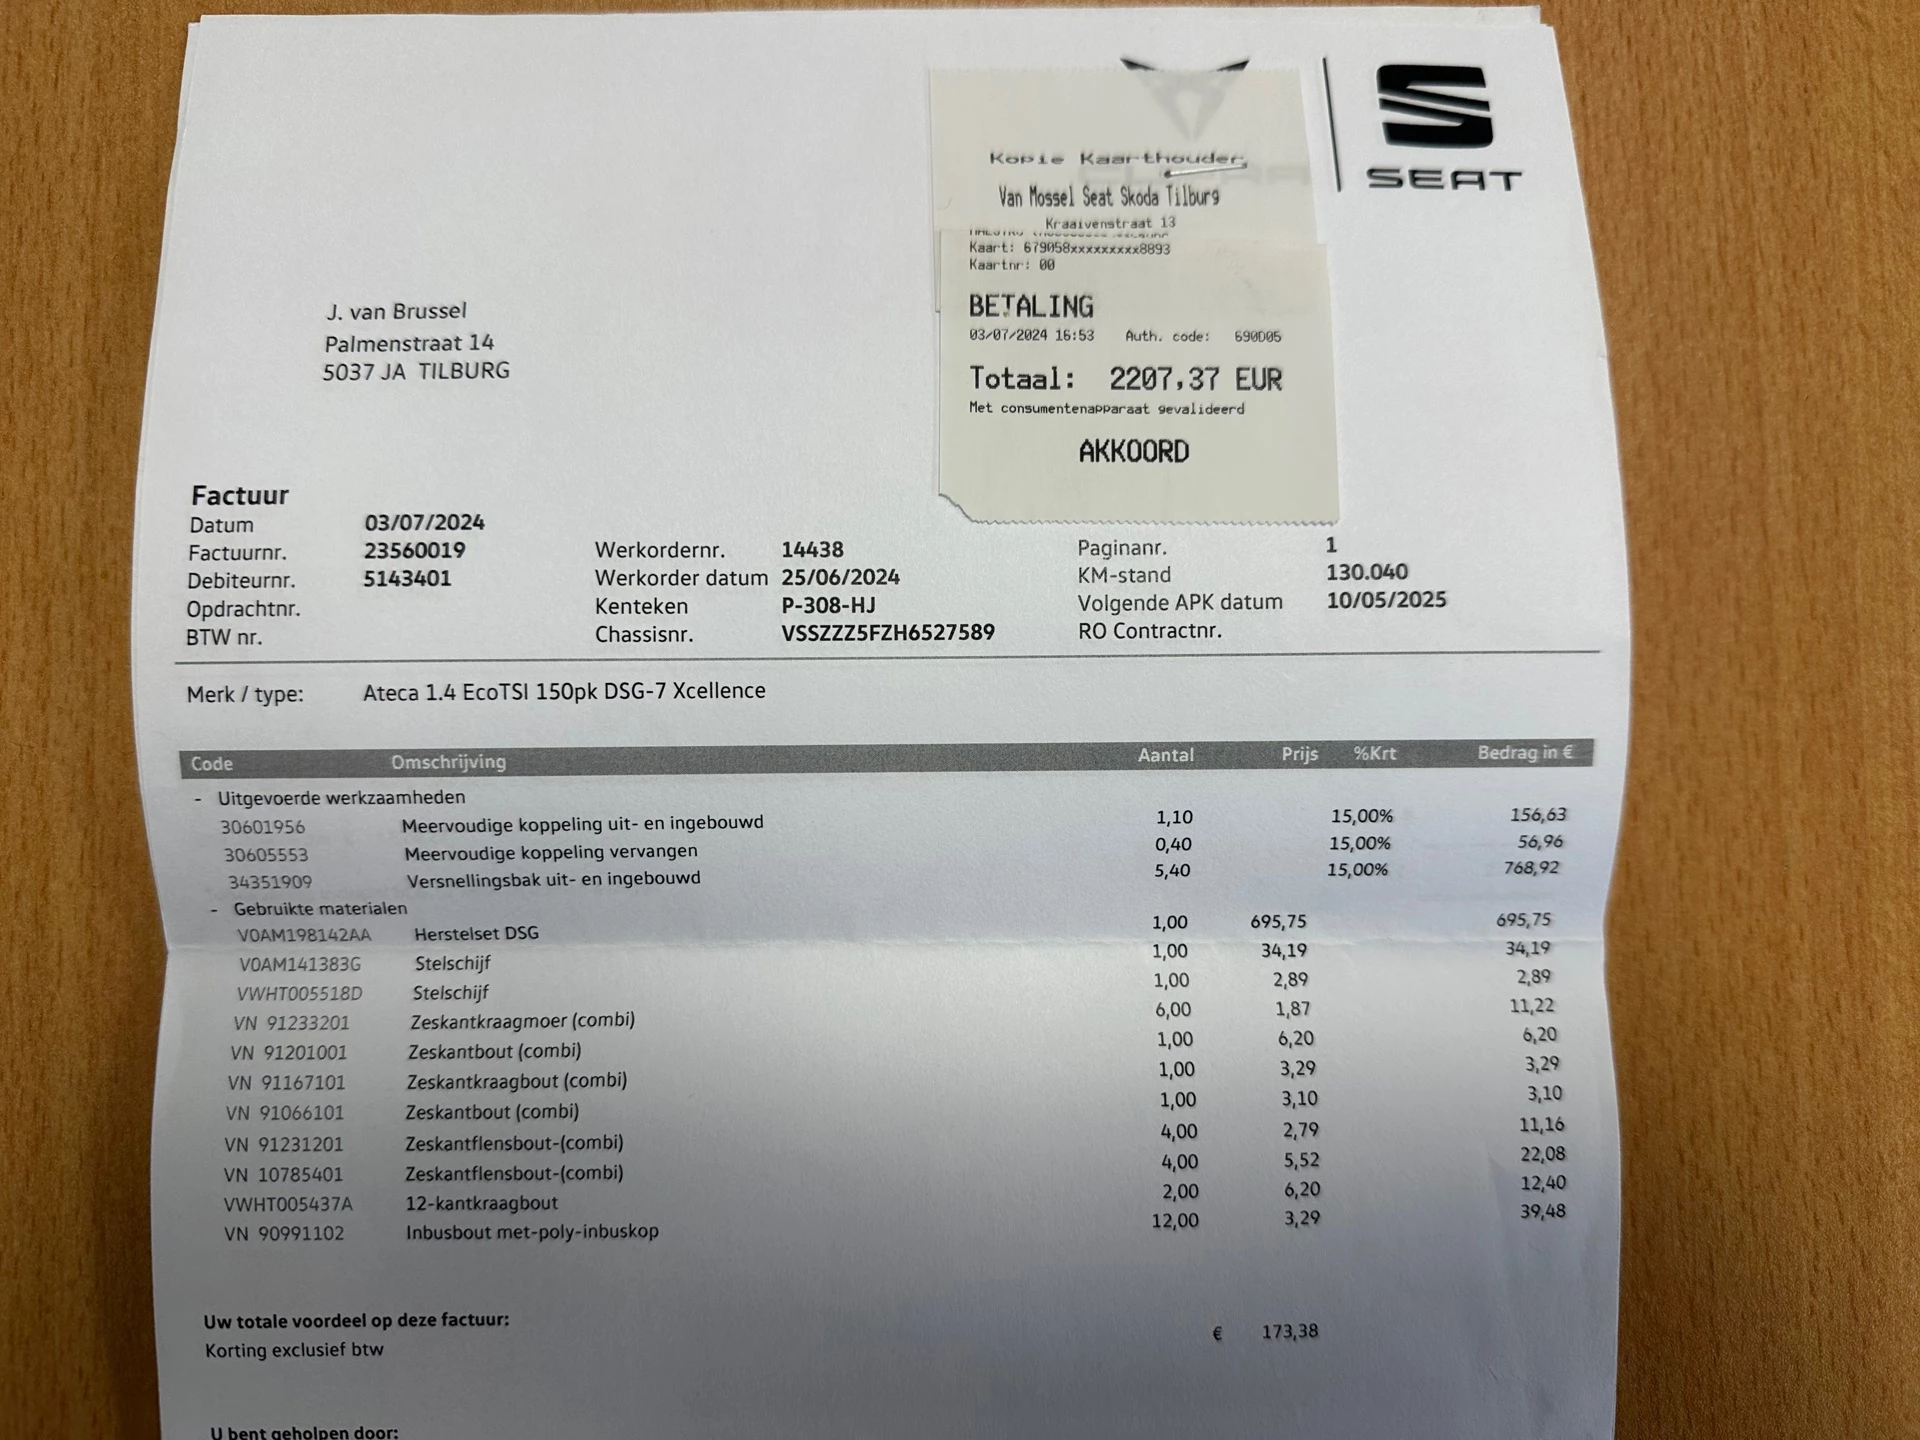 SEAT
Kopie Kaarthouder
Van Mossel Seat Skoda Tilburg
Kraaivenstraat 13
Kaart: 679058xxxxxxxxx8893
Kaartnr: 00
BETALING
03/07/2024 16:53 Auth. code: 690D05
Totaal: 2207,37 EUR
Met consumentenapparaat gevalideerd
AKKOORD
J. van Brussel
Palmenstraat 14
5037 JA TILBURG
Factuur
Datum 03/07/2024
Factuurnr. 23560019 Werkordernr. 14438 Paginanr. 1
Debiteurnr. 5143401 Werkorder datum 25/06/2024 KM-stand 130.040
Opdrachtnr. Kenteken P-308-HJ Volgende APK datum 10/05/2025
BTW nr. Chassisnr. VSSZZZ5FZH6527589 RO Contractnr.
Merk / type: Ateca 1.4 EcoTSI 150pk DSG-7 Xcellence
Code Omschrijving Aantal Prijs %Krt Bedrag in €
- Uitgevoerde werkzaamheden
30601956 Meervoudige koppeling uit- en ingebouwd 1,10 15,00% 156,63
30605553 Meervoudige koppeling vervangen 0,40 15,00% 56,96
34351909 Versnellingsbak uit- en ingebouwd 5,40 15,00% 768,92
- Gebruikte materialen
V0AM198142AA Herstelset DSG 1,00 695,75 695,75
V0AM141383G Stelschijf 1,00 34,19 34,19
VWHT005518D Stelschijf 1,00 2,89 2,89
VN 91233201 Zeskantkraagmoer (combi) 6,00 1,87 11,22
VN 91201001 Zeskantbout (combi) 1,00 6,20 6,20
VN 91167101 Zeskantkraagbout (combi) 1,00 3,29 3,29
VN 91066101 Zeskantbout (combi) 1,00 3,10 3,10
VN 91231201 Zeskantflensbout-(combi) 4,00 2,79 11,16
VN 10785401 Zeskantflensbout-(combi) 4,00 5,52 22,08
VWHT005437A 12-kantkraagbout 2,00 6,20 12,40
VN 90991102 Inbusbout met-poly-inbuskop 12,00 3,29 39,48
Uw totale voordeel op deze factuur:
Korting exclusief btw € 173,38
U bent geholpen door: